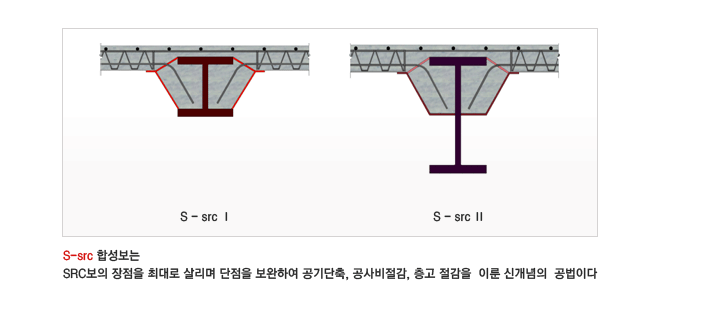 S - src Ⅰ
S - src Ⅱ
S-src 합성보는
SRC보의 장점을 최대로 살리며 단점을 보완하여 공기단축, 공사비절감, 층고 절감을 이룬 신개념의 공법이다